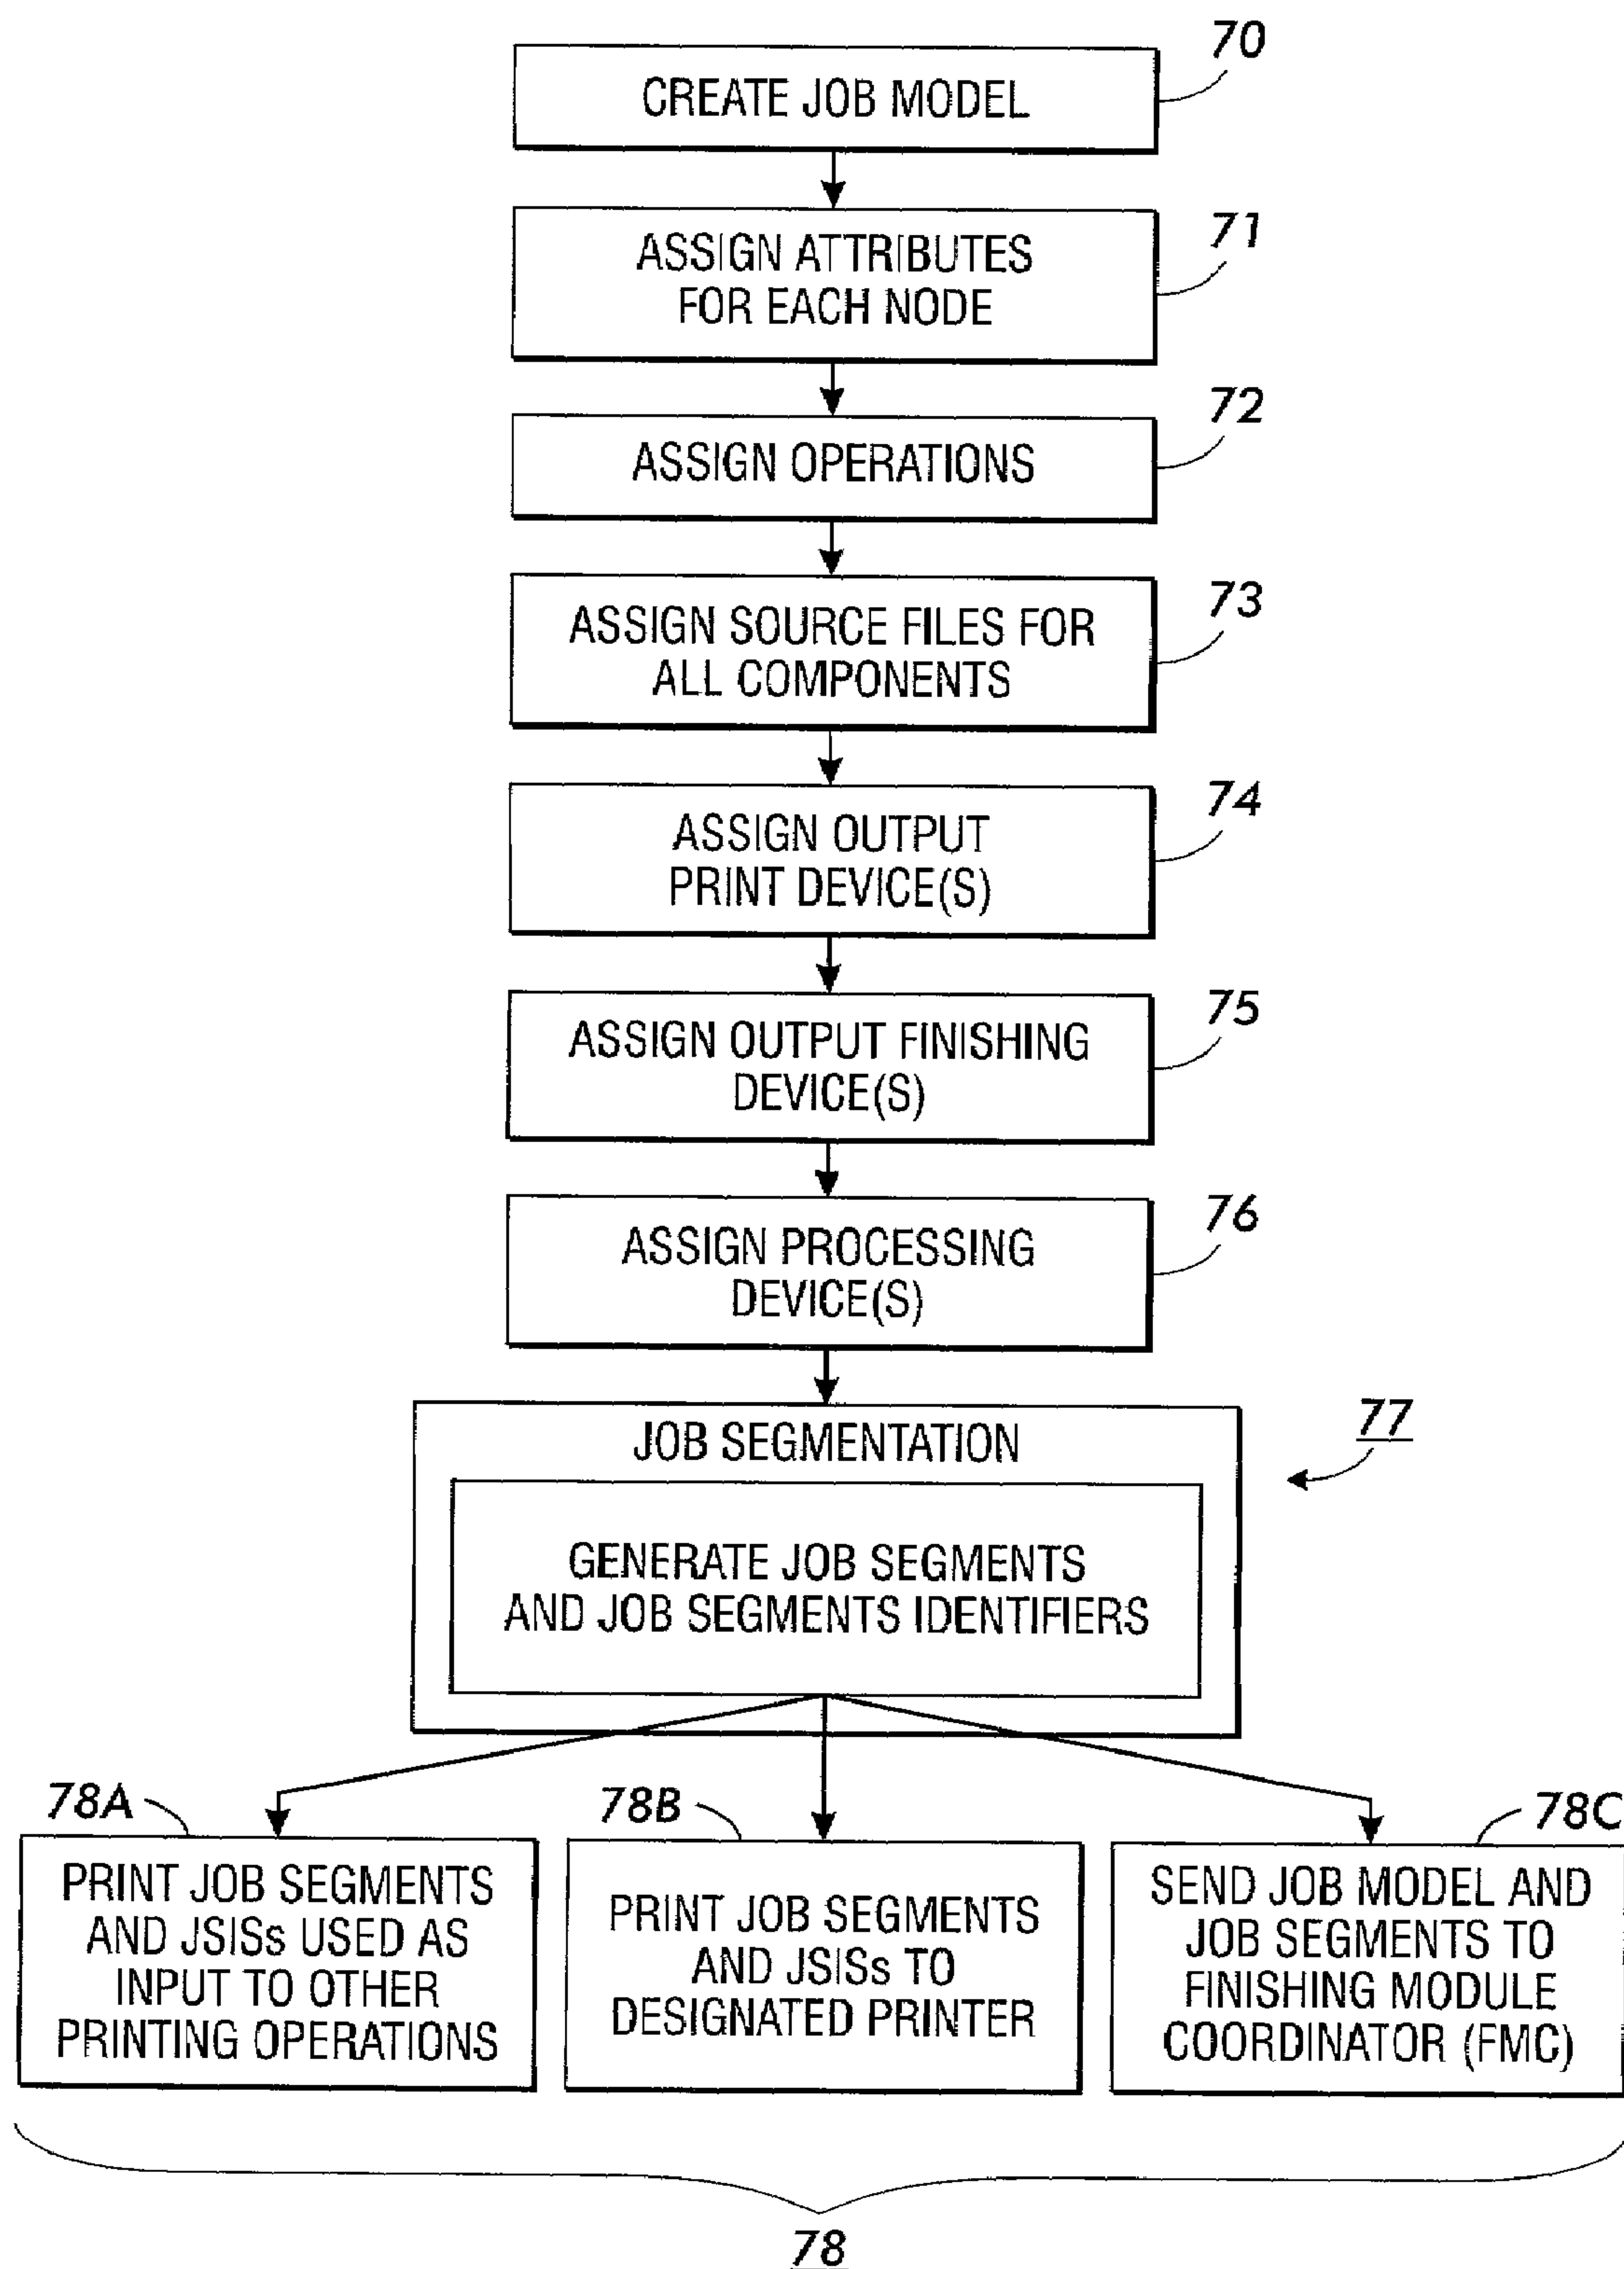 70
CREATE JOB MODEL
71
ASSIGN ATTRIBUTES
FOR EACH NODE
72
ASSIGN OPERATIONS
73
ASSIGN SOURCE FILES FOR
ALL COMPONENTS
74
ASSIGN OUTPUT
PRINT DEVICE(S)
75
ASSIGN OUTPUT FINISHING
DEVICE(S)
76
ASSIGN PROCESSING
DEVICE(S)
77
JOB SEGMENTATION
GENERATE JOB SEGMENTS
AND JOB SEGMENTS IDENTIFIERS
78A
PRINT JOB SEGMENTS
AND JSISs USED AS
INPUT TO OTHER
PRINTING OPERATIONS
78B
PRINT JOB SEGMENTS
AND JSISs TO
DESIGNATED PRINTER
78C
SEND JOB MODEL AND
JOB SEGMENTS TO
FINISHING MODULE
COORDINATOR (FMC)
78